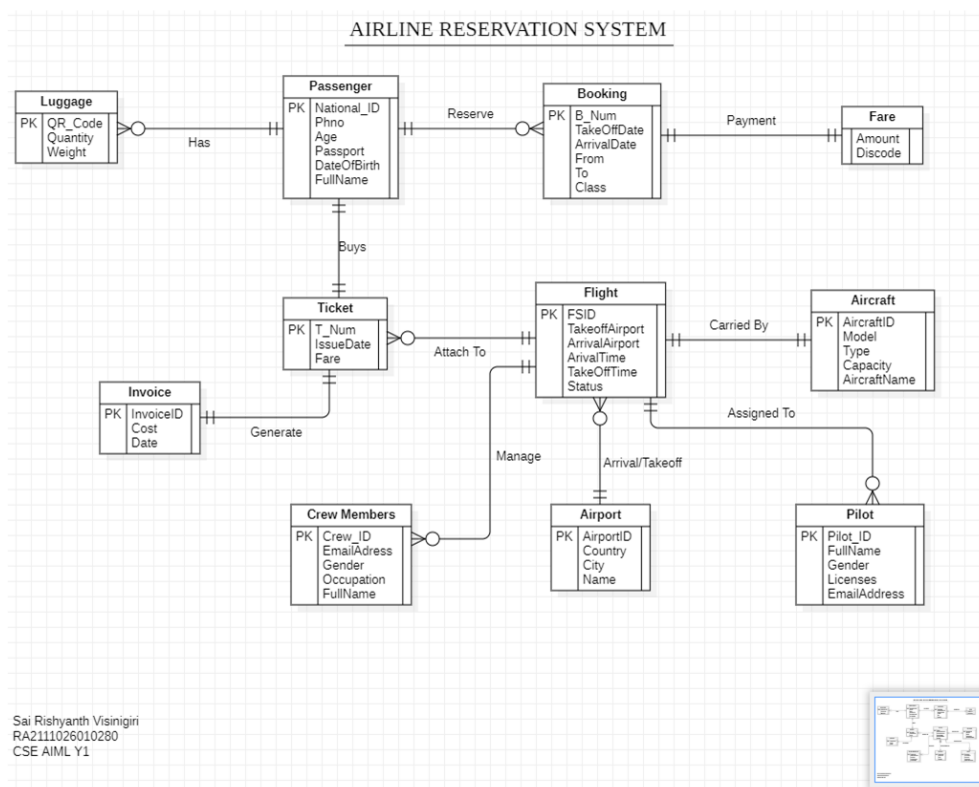 AIRLINE RESERVATION SYSTEM
Luggage
PK QR_Code
Quantity
Weight
Has
Passenger
PK National_ID
Phno
Age
Passport
DateOfBirth
FullName
Reserve
Booking
PK B_Num
TakeOffDate
ArrivalDate
From
To
Class
Payment
Fare
Amount
Discode
Buys
Ticket
PK T_Num
IssueDate
Fare
Attach To
Flight
PK FSID
TakeoffAirport
ArrivalAirport
ArivalTime
TakeOffTime
Status
Carried By
Aircraft
PK AircraftID
Model
Type
Capacity
AircraftName
Invoice
PK InvoiceID
Cost
Date
Generate
Manage
Arrival/Takeoff
Assigned To
Crew Members
PK Crew_ID
EmailAdress
Gender
Occupation
FullName
Airport
PK AirportID
Country
City
Name
Pilot
PK Pilot_ID
FullName
Gender
Licenses
EmailAddress
Sai Rishyanth Visinigiri
RA2111026010280
CSE AIML Y1